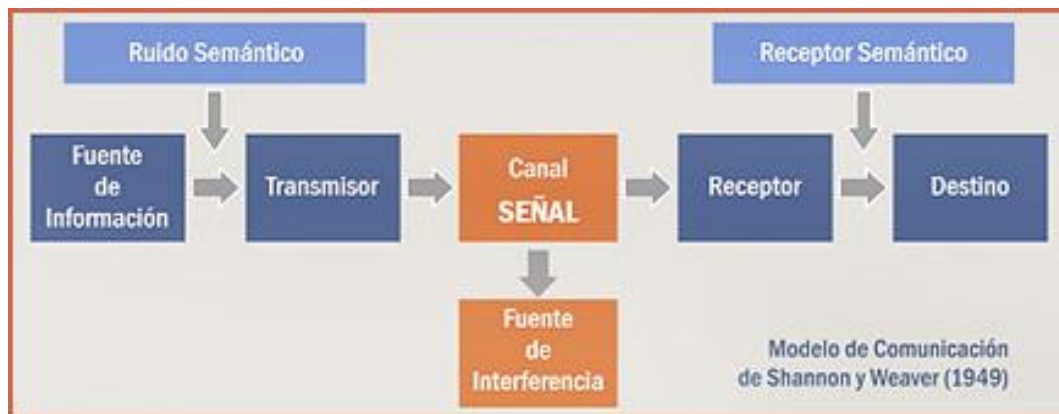 Ruido Semántico
Receptor Semántico
Fuente
de
Información
Transmisor
Canal
SEÑAL
Receptor
Destino
Fuente
de
Interferencia
Modelo de Comunicación
de Shannon y Weaver (1949)